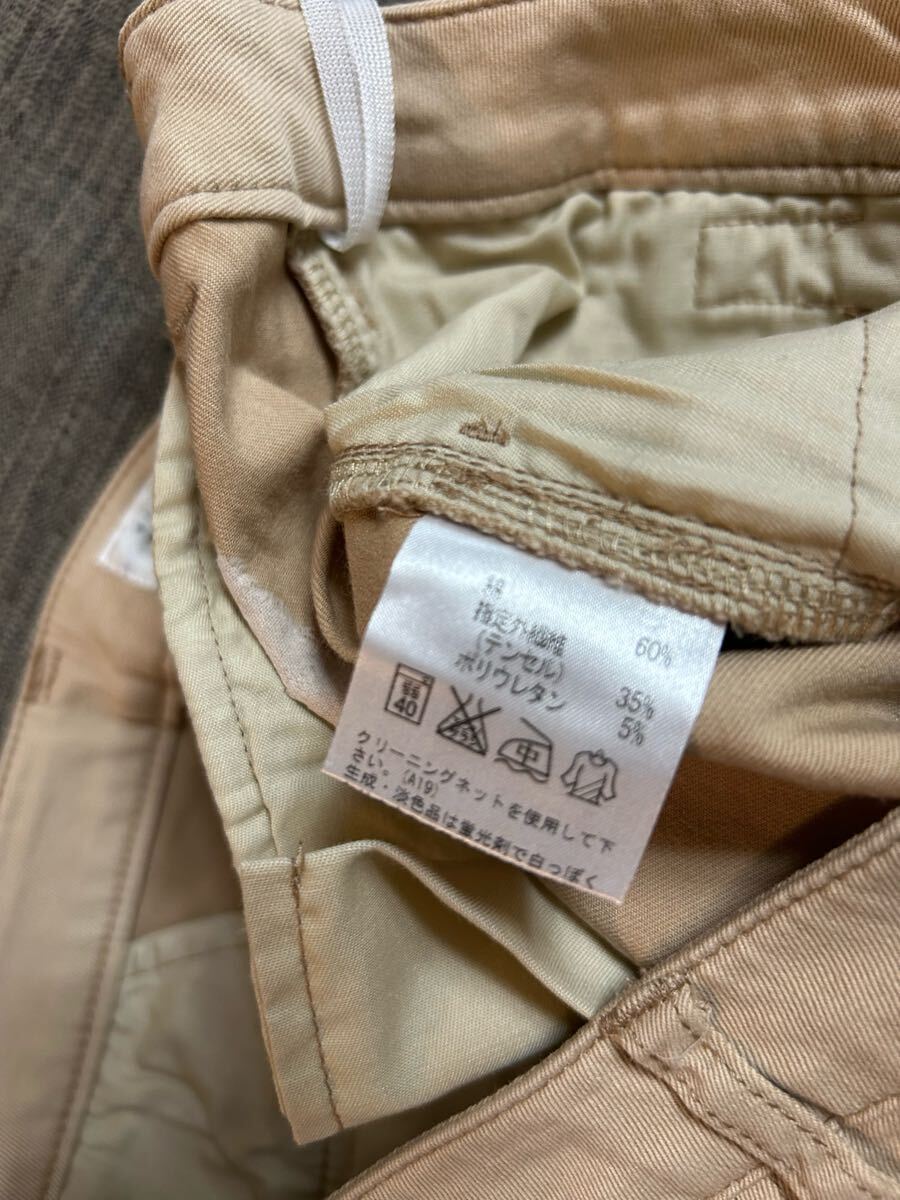 綿 60%
指定外繊維
(テンセル) 35%
ポリウレタン 5%
40 中
クリーニングネットを使用して下
さい。(A19)
生成・淡色品は蛍光剤で白っぽく